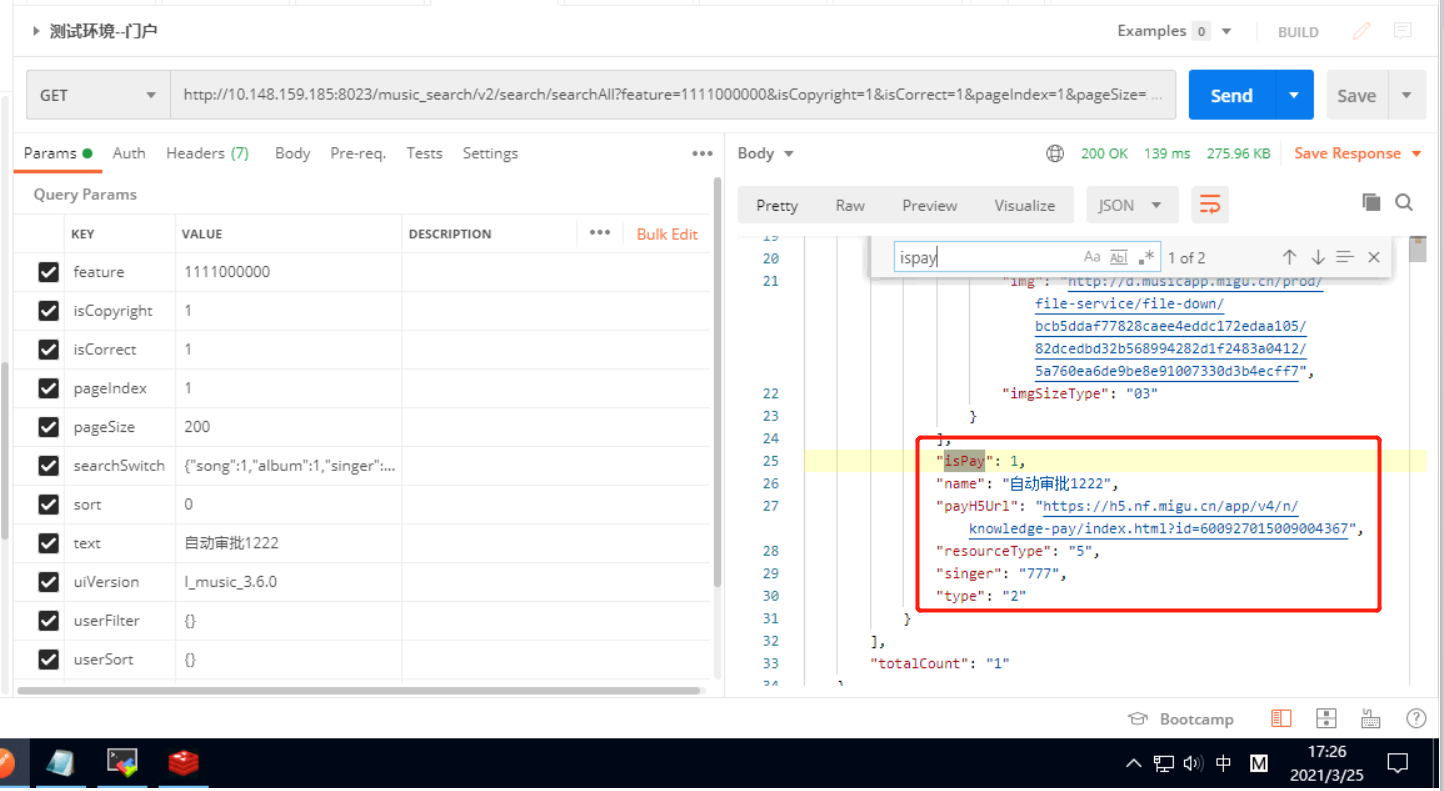 测试环境--门户
Examples 0
BUILD
GET
http://10.148.159.185:8023/music_search/v2/search/searchAll?feature=1111000000&isCopyright=1&isCorrect=1&pageIndex=1&pageSize= ...
Send
Save
Params
Auth
Headers (7)
Body
Pre-req.
Tests
Settings
Query Params
KEY VALUE DESCRIPTION ••• Bulk Edit
feature 1111000000
isCopyright 1
isCorrect 1
pageIndex 1
pageSize 200
searchSwitch {"song":1,"album":1,"singer":...
sort 0
text 自动审批1222
uiVersion I_music_3.6.0
userFilter {}
userSort {}
Body
200 OK 139 ms 275.96 KB Save Response
Pretty Raw Preview Visualize JSON
ispay Aa Abl .* 1 of 2
19
20
21 "img": "http://d.musicapp.migu.cn/prod/
file-service/file-down/
bcb5ddaf77828caee4eddc172edaa105/
82dcedbd32b568994282d1f2483a0412/
5a760ea6de9be8e91007330d3b4ecff7",
22 "imgSizeType": "03"
23 }
24 ],
25 "isPay": 1,
26 "name": "自动审批1222",
27 "payH5Url": "https://h5.nf.migu.cn/app/v4/n/
knowledge-pay/index.html?id=600927015009004367",
28 "resourceType": "5",
29 "singer": "777",
30 "type": "2"
31 }
32 ],
33 "totalCount": "1"
34 }
Bootcamp
中
M
17:26
2021/3/25